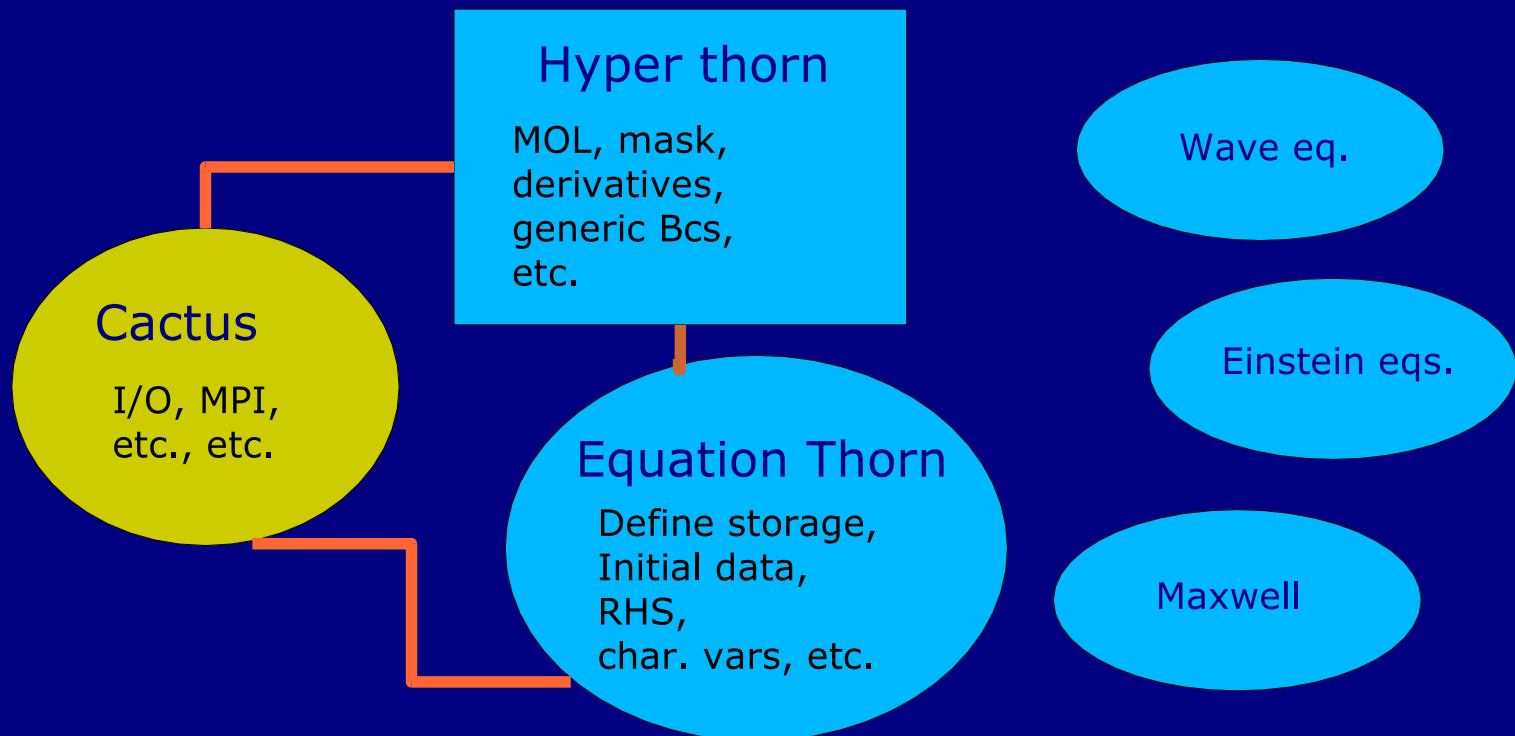 Hyper thorn
MOL, mask,
derivatives,
generic Bcs,
etc.
Cactus
I/O, MPI,
etc., etc.
Equation Thorn
Define storage,
Initial data,
RHS,
char. vars, etc.
Wave eq.
Einstein eqs.
Maxwell